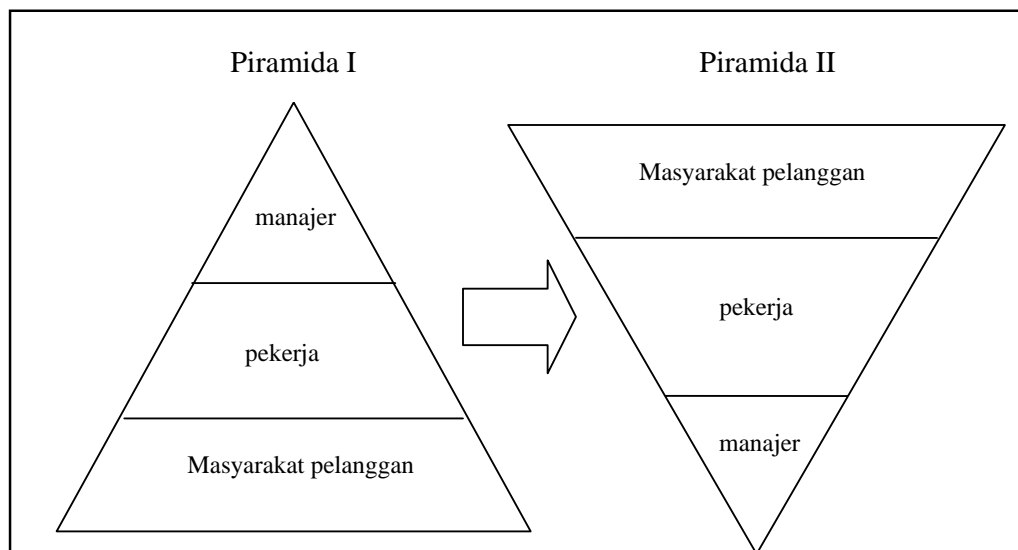 Piramida I
manajer
pekerja
Masyarakat pelanggan
Piramida II
Masyarakat pelanggan
pekerja
manajer